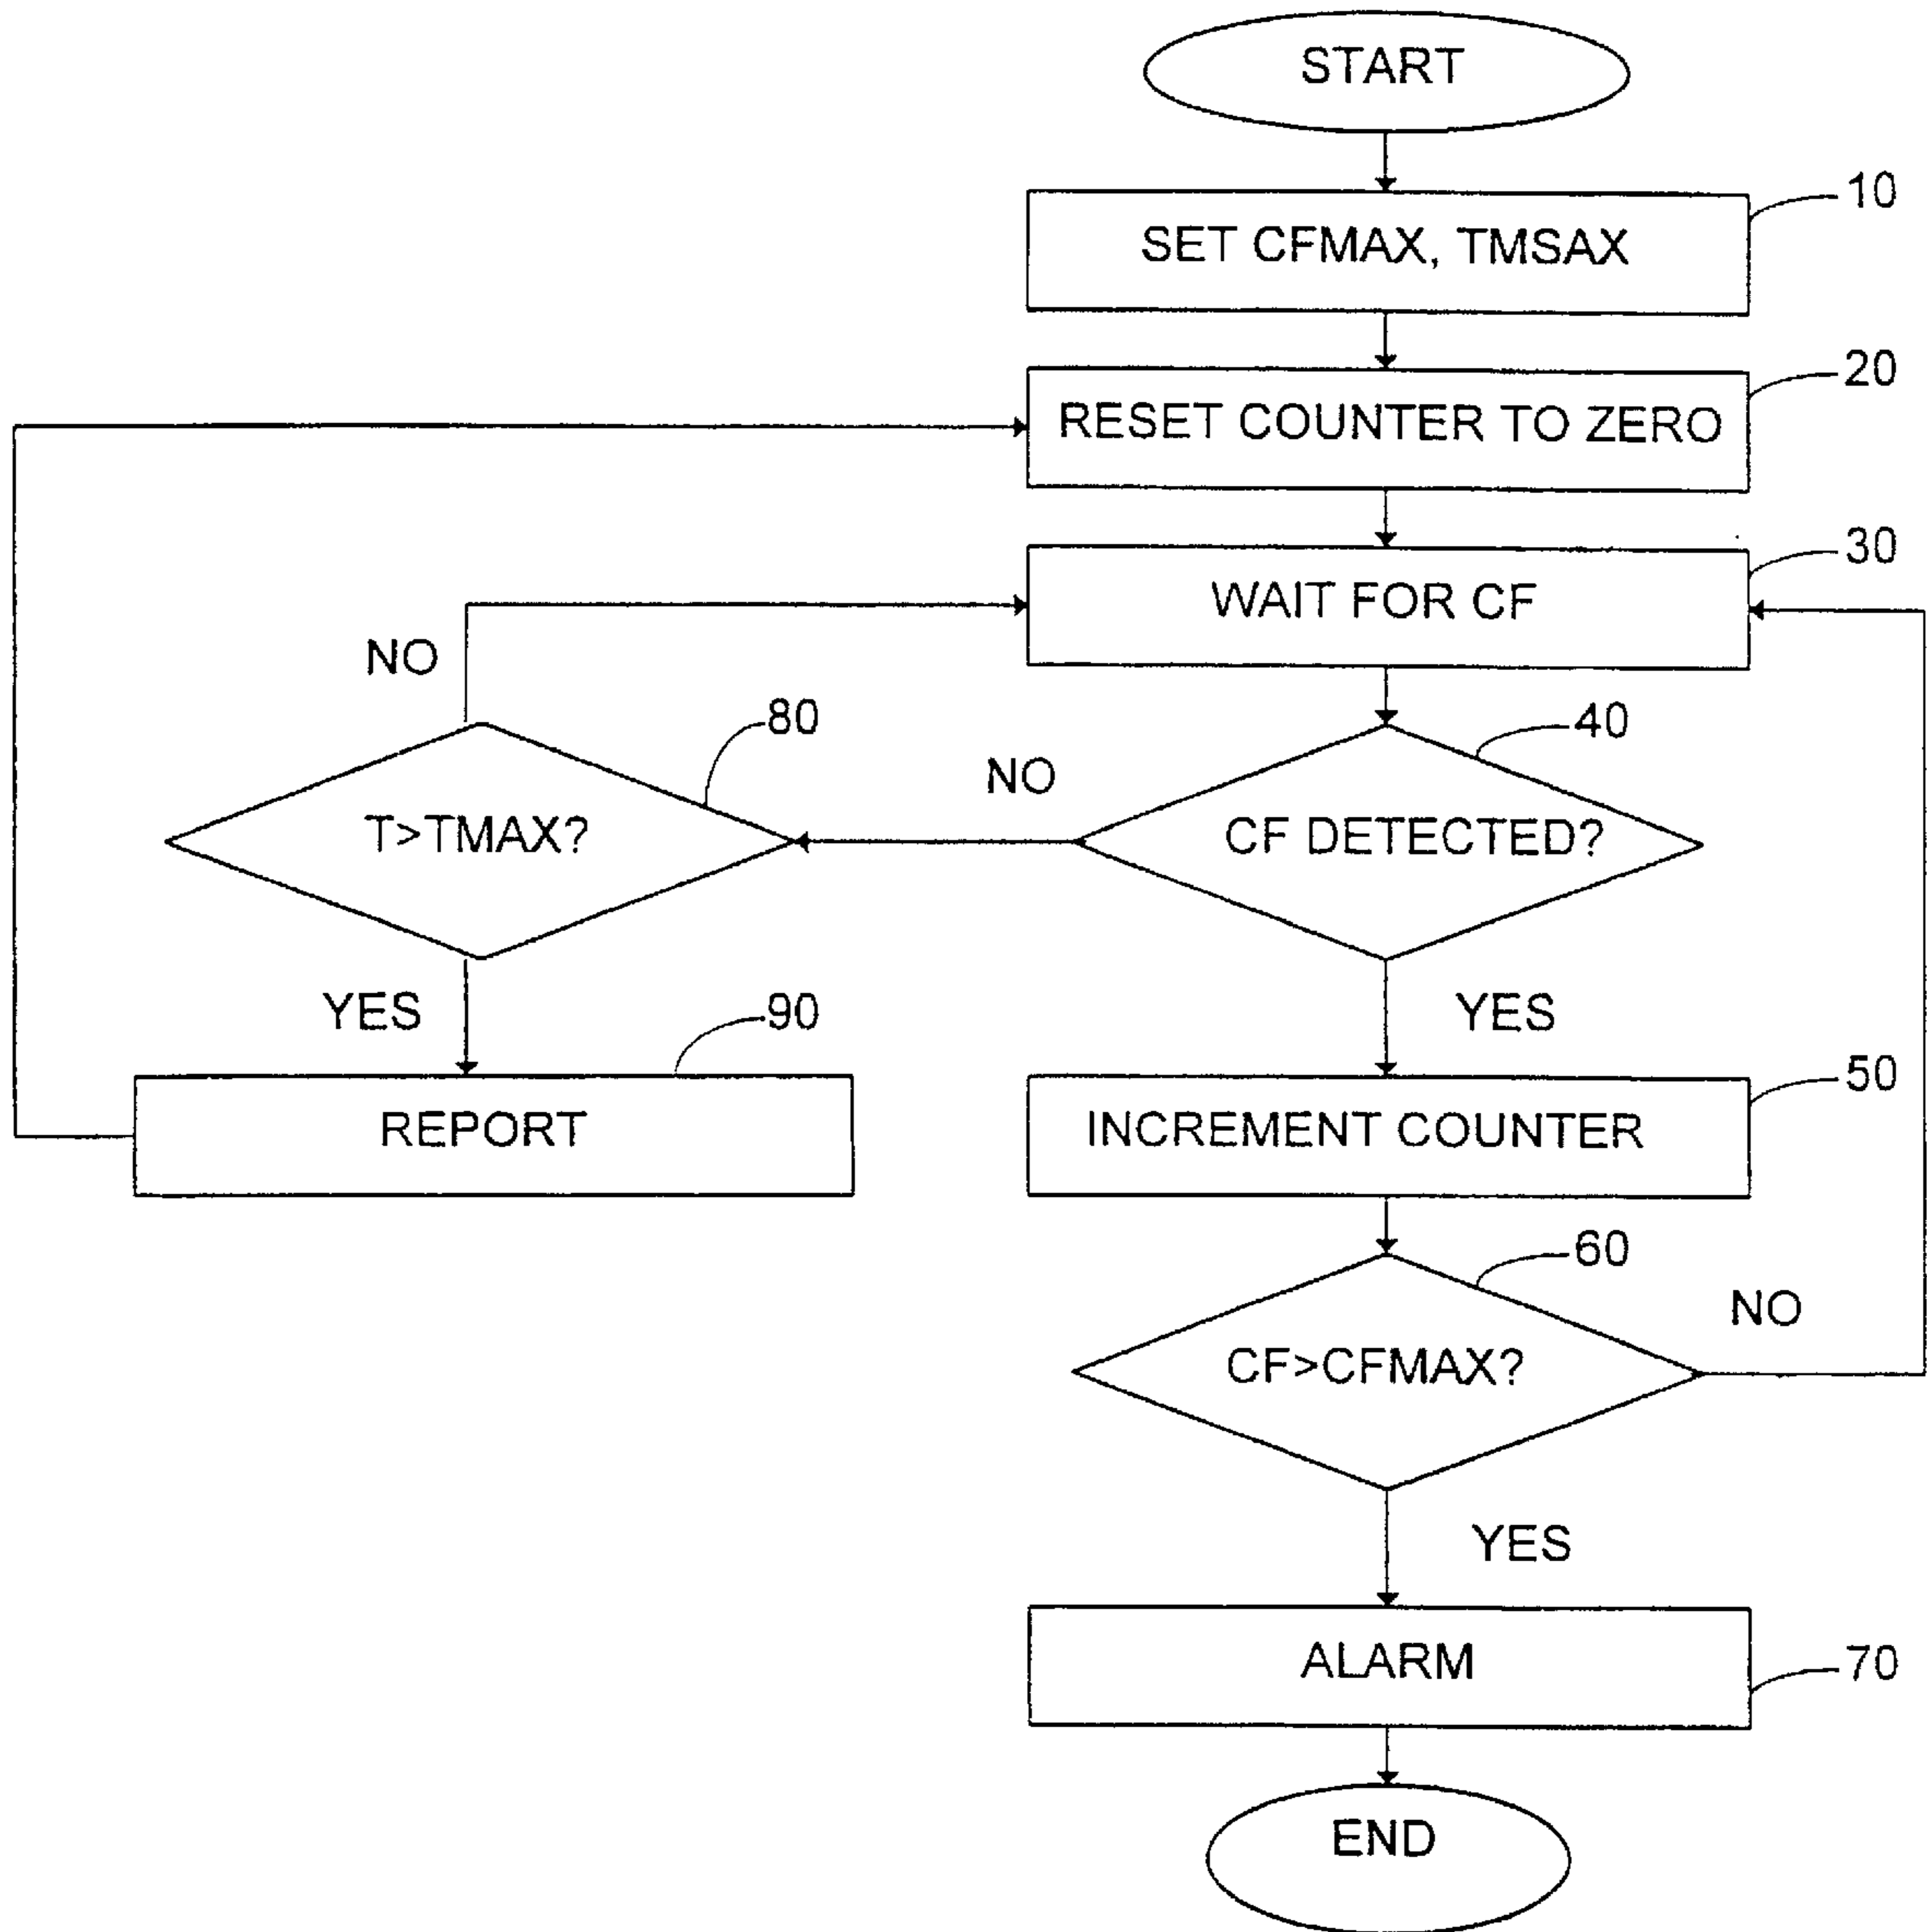 START
SET CFMAX, TMSAX
10
RESET COUNTER TO ZERO
20
WAIT FOR CF
30
NO
80
T>TMAX?
NO
40
CF DETECTED?
YES
90
REPORT
YES
INCREMENT COUNTER
50
60
CF>CFMAX?
NO
YES
ALARM
70
END